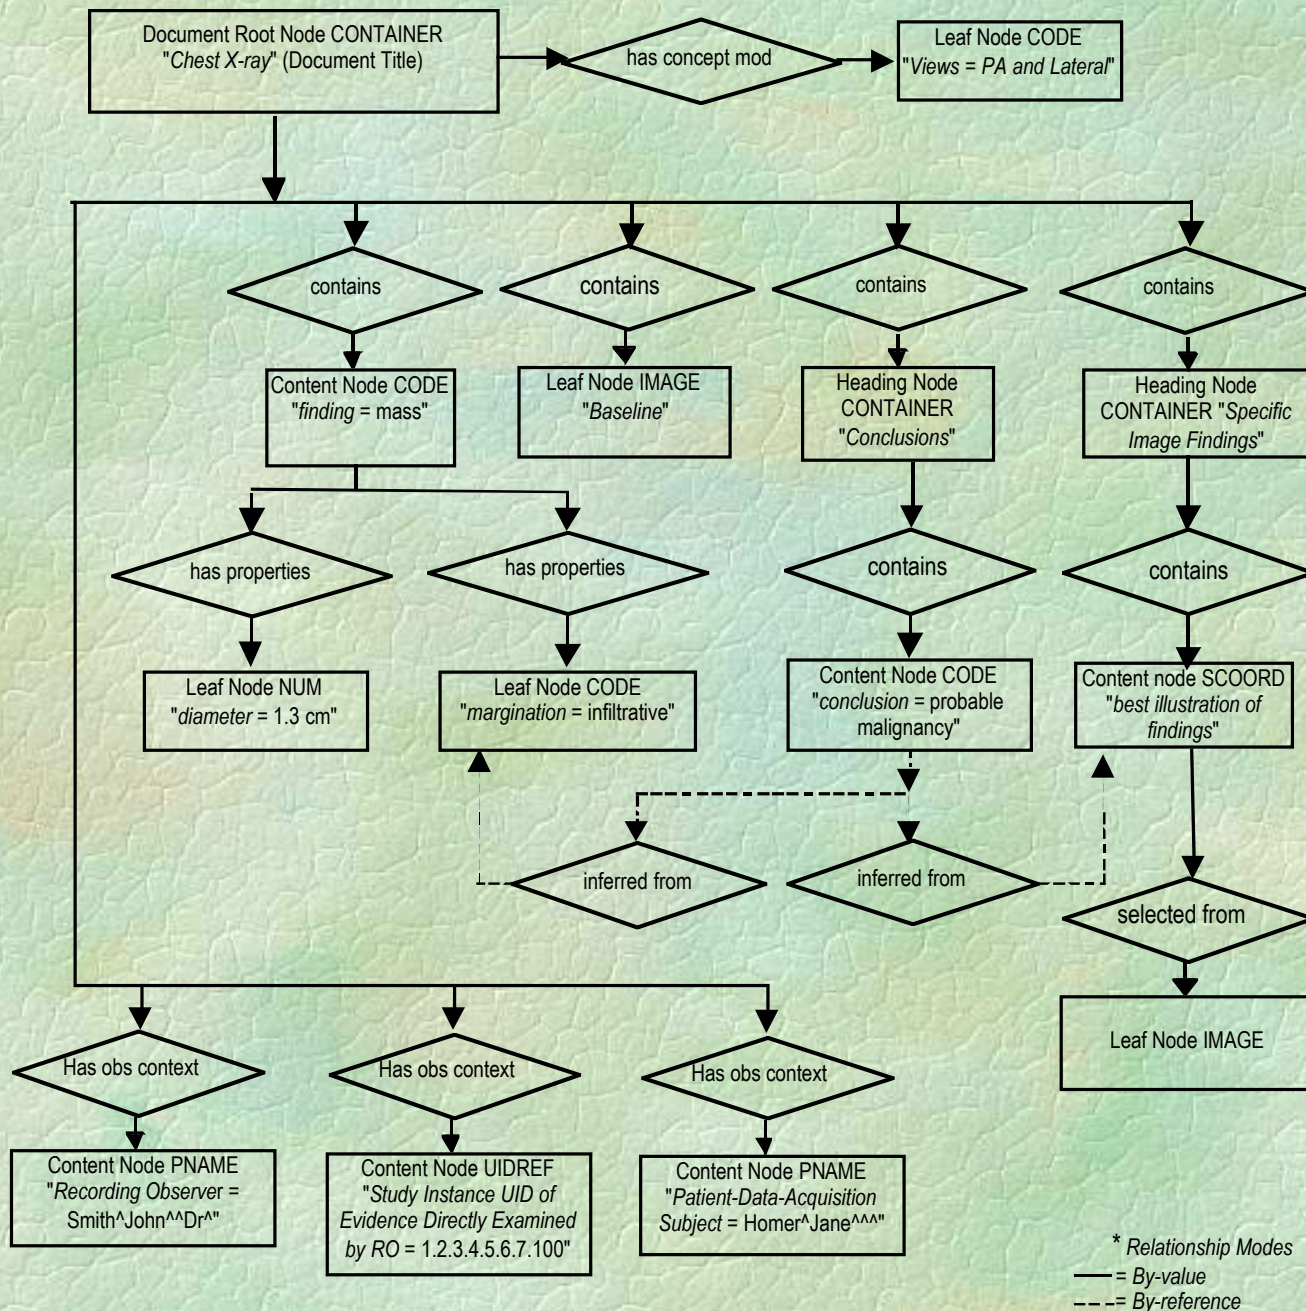 Document Root Node CONTAINER
"Chest X-ray" (Document Title)
has concept mod
Leaf Node CODE
"Views = PA and Lateral"
contains
contains
contains
contains
Content Node CODE
"finding = mass"
Leaf Node IMAGE
"Baseline"
Heading Node
CONTAINER
"Conclusions"
Heading Node
CONTAINER "Specific
Image Findings"
has properties
has properties
contains
contains
Leaf Node NUM
"diameter = 1.3 cm"
Leaf Node CODE
"margination = infiltrative"
Content Node CODE
"conclusion = probable
malignancy"
Content node SCOORD
"best illustration of
findings"
inferred from
inferred from
selected from
Leaf Node IMAGE
Has obs context
Has obs context
Has obs context
Content Node PNAME
"Recording Observer =
Smith^John^^Dr^"
Content Node UIDREF
"Study Instance UID of
Evidence Directly Examined
by RO = 1.2.3.4.5.6.7.100"
Content Node PNAME
"Patient-Data-Acquisition
Subject = Homer^Jane^^^"
* Relationship Modes
= By-value
= By-reference